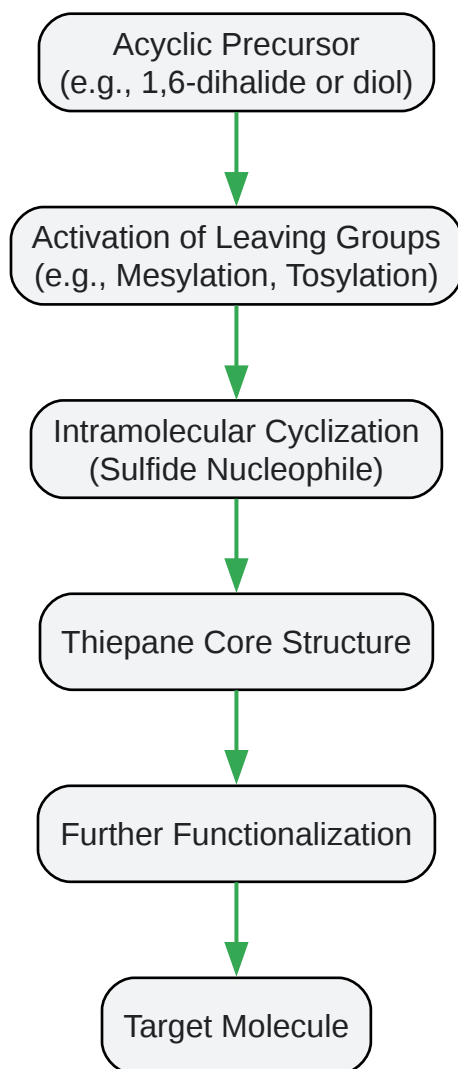 Acyclic Precursor
(e.g., 1,6-dihalide or diol)
Activation of Leaving Groups
(e.g., Mesylation, Tosylation)
Intramolecular Cyclization
(Sulfide Nucleophile)
Thiepane Core Structure
Further Functionalization
Target Molecule